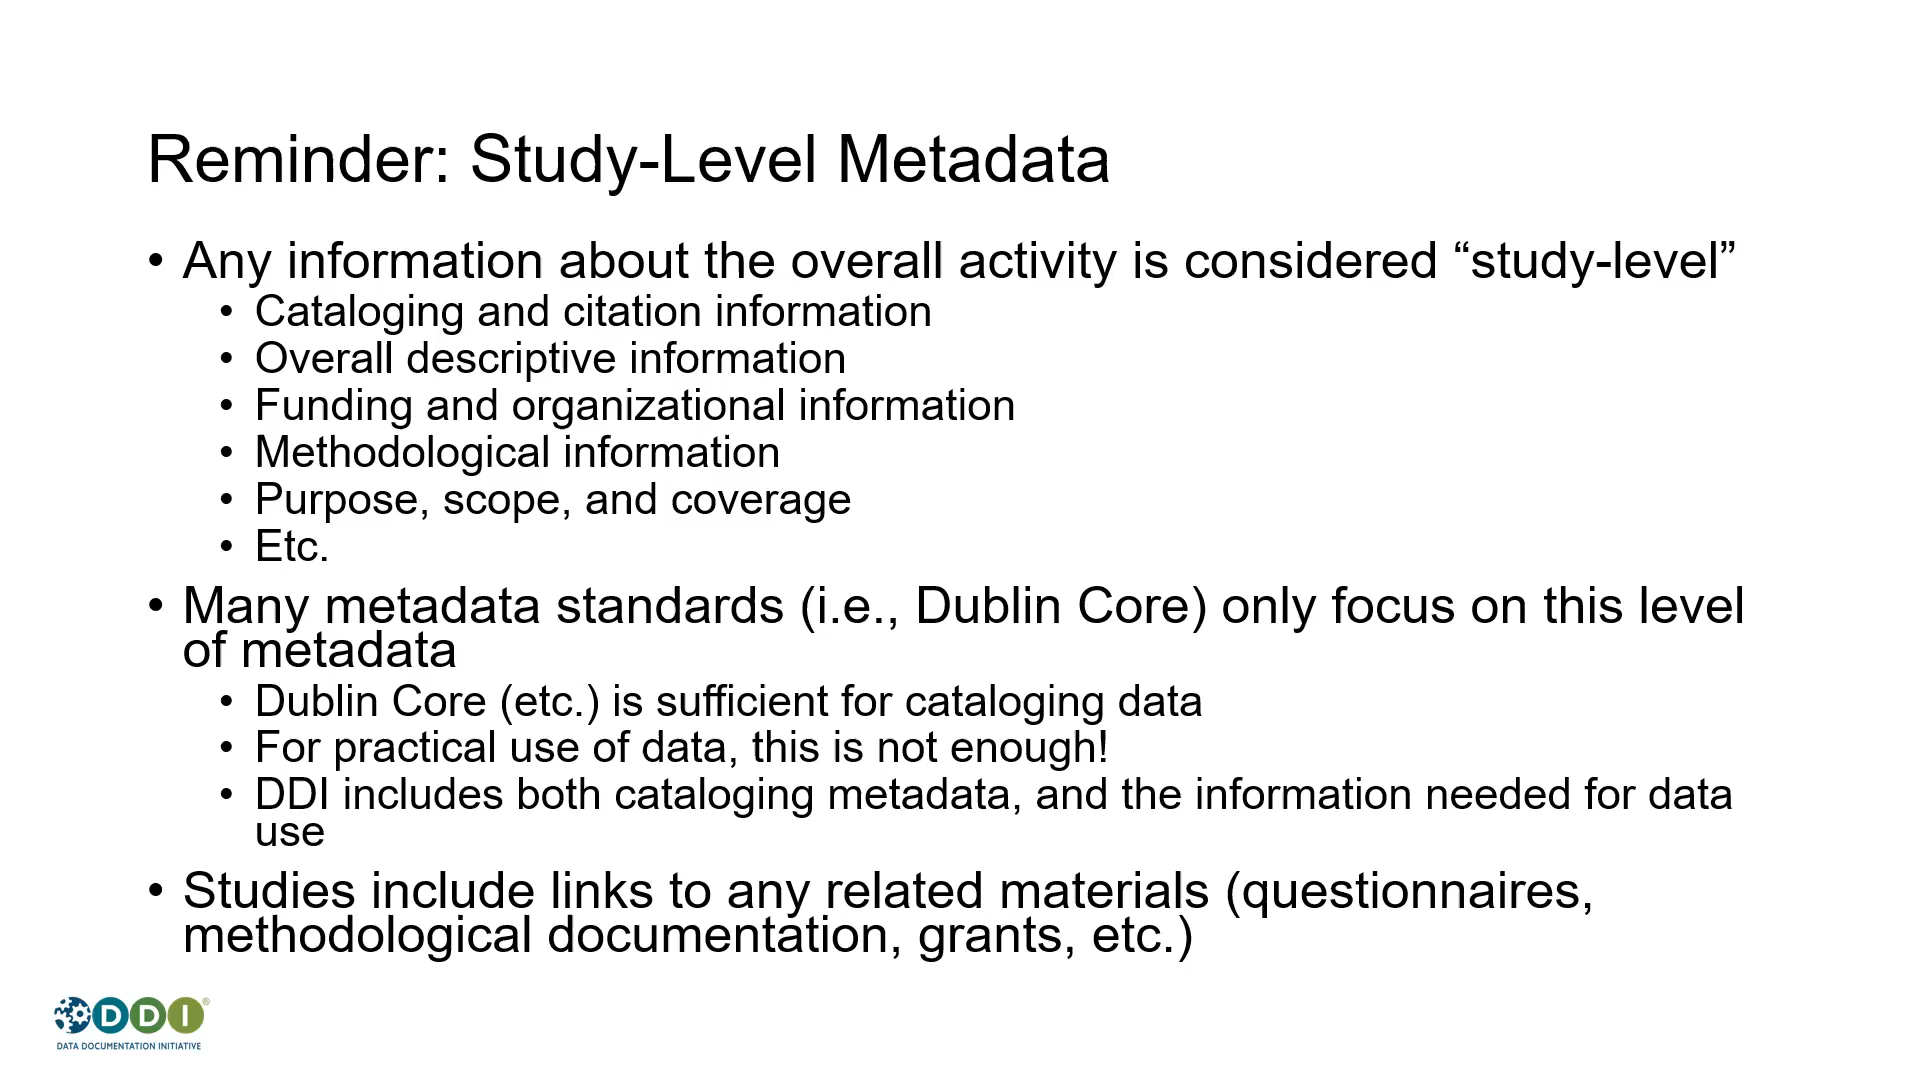 Reminder: Study-Level Metadata
• Any information about the overall activity is considered “study-level”
• Cataloging and citation information
• Overall descriptive information
• Funding and organizational information
• Methodological information
• Purpose, scope, and coverage
• Etc.
• Many metadata standards (i.e., Dublin Core) only focus on this level
of metadata
• Dublin Core (etc.) is sufficient for cataloging data
• For practical use of data, this is not enough!
• DDI includes both cataloging metadata, and the information needed for data
use
• Studies include links to any related materials (questionnaires,
methodological documentation, grants, etc.)
DDI®
DATA DOCUMENTATION INITIATIVE